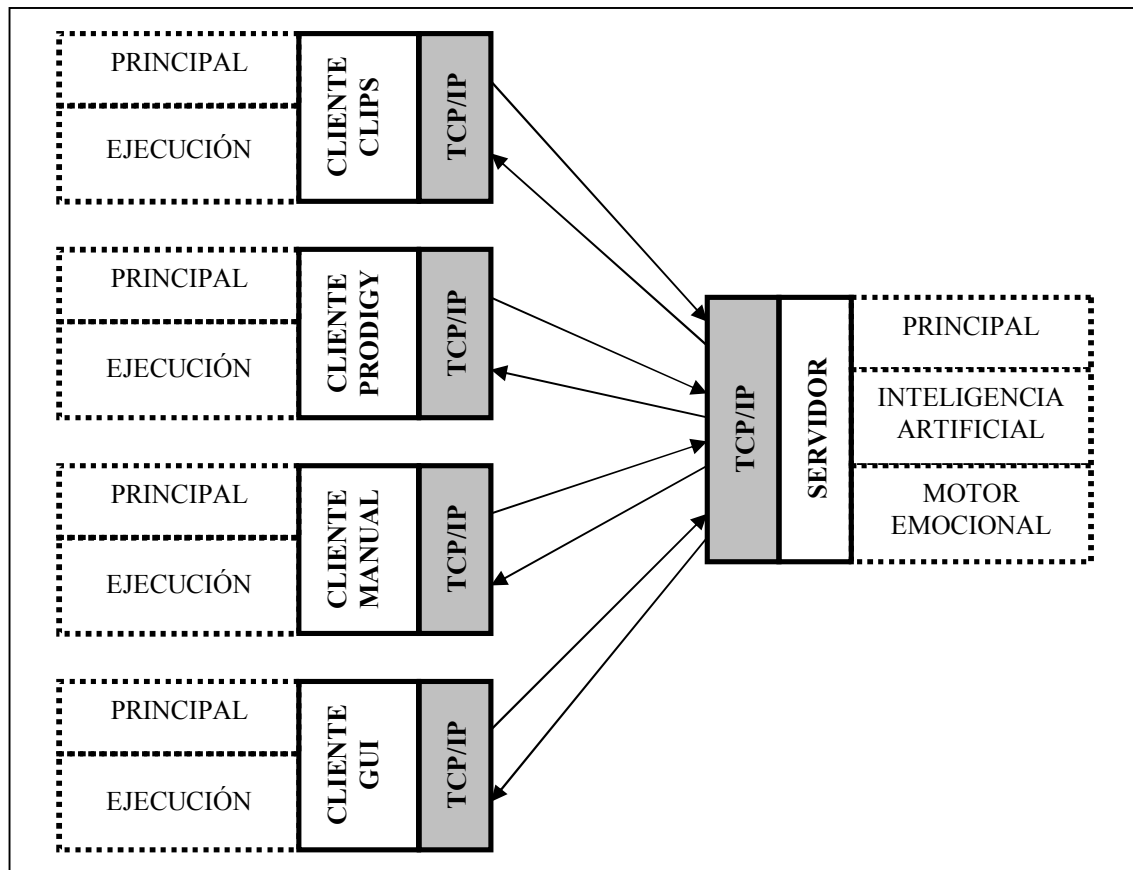 PRINCIPAL
EJECUCIÓN
CLIENTE
CLIPS
TCP/IP
PRINCIPAL
EJECUCIÓN
CLIENTE
PRODIGY
TCP/IP
PRINCIPAL
EJECUCIÓN
CLIENTE
MANUAL
TCP/IP
PRINCIPAL
EJECUCIÓN
CLIENTE
GUI
TCP/IP
TCP/IP
SERVIDOR
PRINCIPAL
INTELIGENCIA
ARTIFICIAL
MOTOR
EMOCIONAL